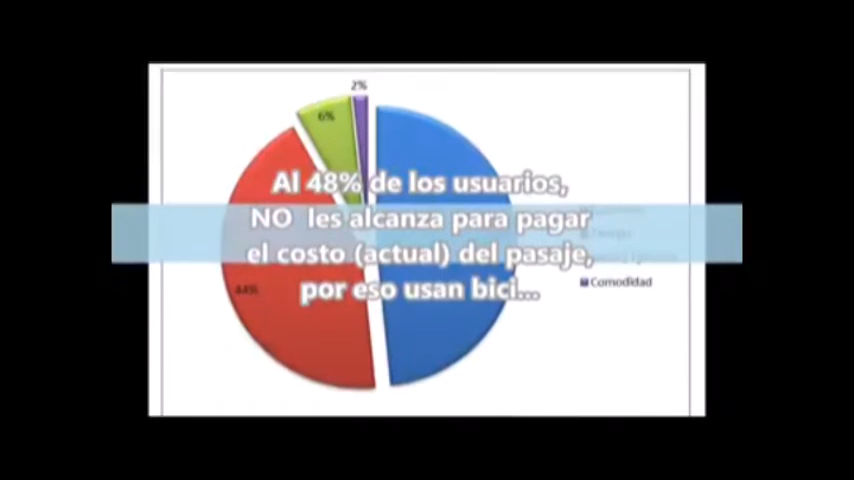 2%
6%
Al 48% de los usuarios,
NO les alcanza para pagar
el costo (actual) del pasaje,
por eso usan bici...
44%
Comodidad